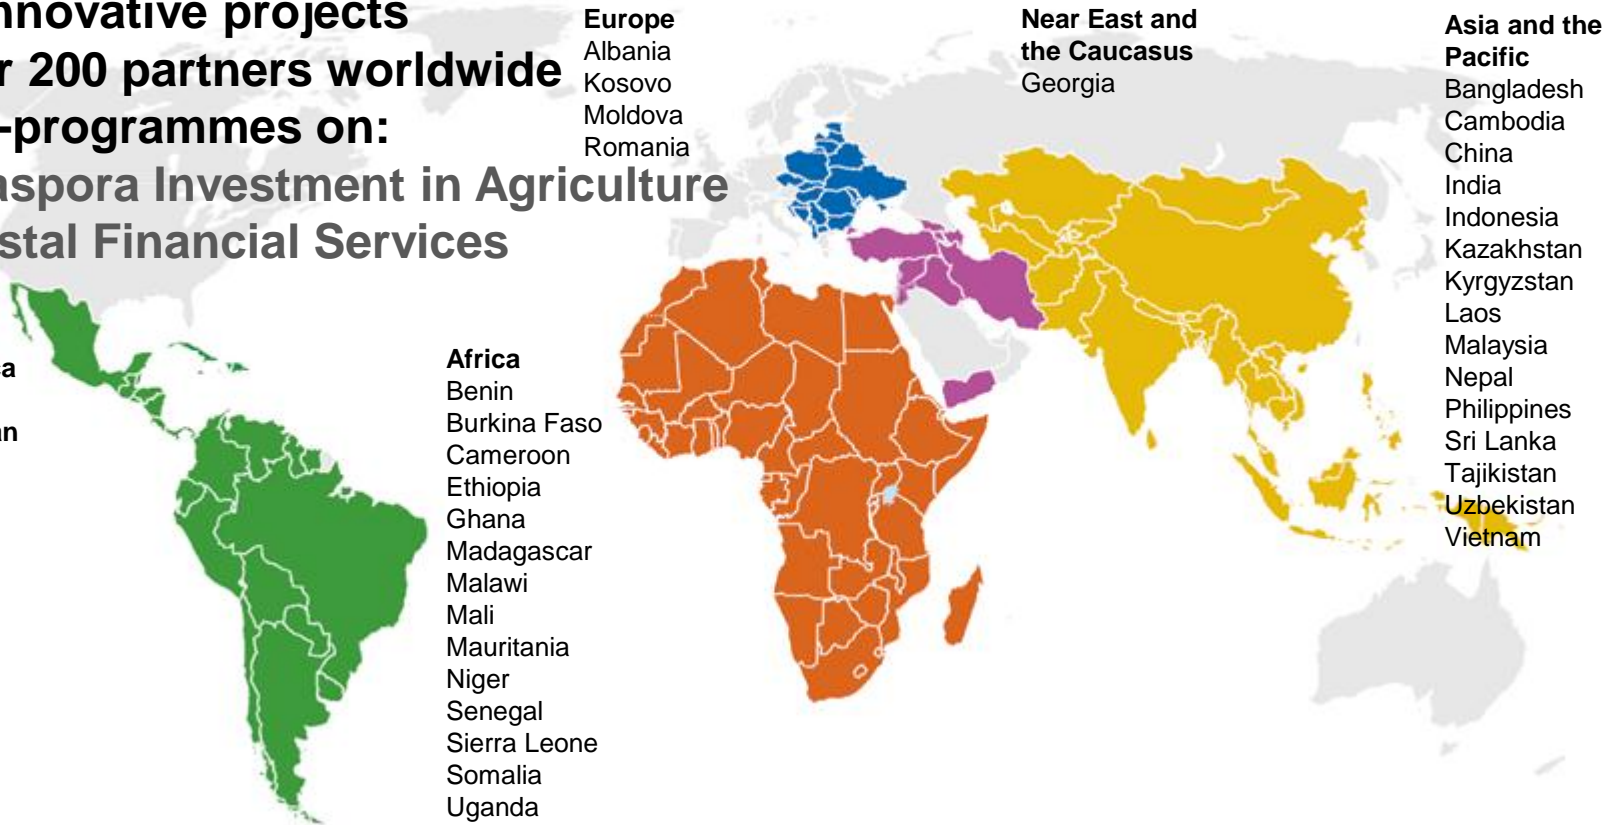 nnovative projects
r 200 partners worldwide
-programmes on:
aspora Investment in Agriculture
stal Financial Services
ca
an
Europe
Albania
Kosovo
Moldova
Romania
Near East and
the Caucasus
Georgia
Asia and the
Pacific
Bangladesh
Cambodia
China
India
Indonesia
Kazakhstan
Kyrgyzstan
Laos
Malaysia
Nepal
Philippines
Sri Lanka
Tajikistan
Uzbekistan
Vietnam
Africa
Benin
Burkina Faso
Cameroon
Ethiopia
Ghana
Madagascar
Malawi
Mali
Mauritania
Niger
Senegal
Sierra Leone
Somalia
Uganda